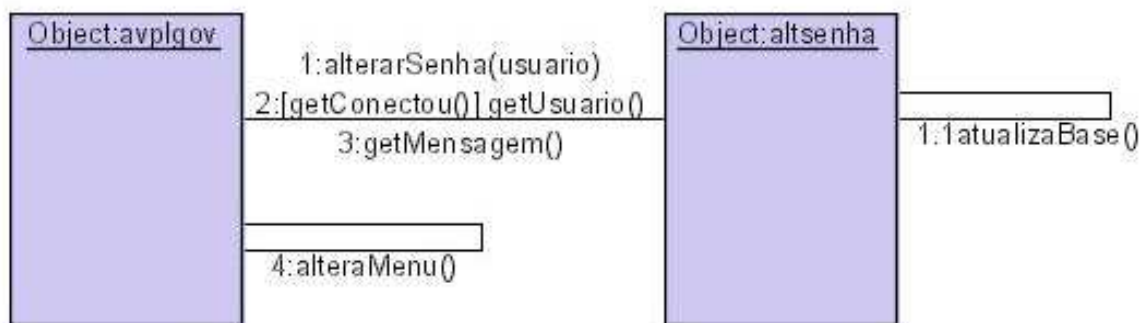 Object:avplgov
Object:altsenha
1:alterarSenha(usuario)
2:[getConectou()] getUsuario()
3:getMensagem()
1.1atualizaBase()
4:alteraMenu()